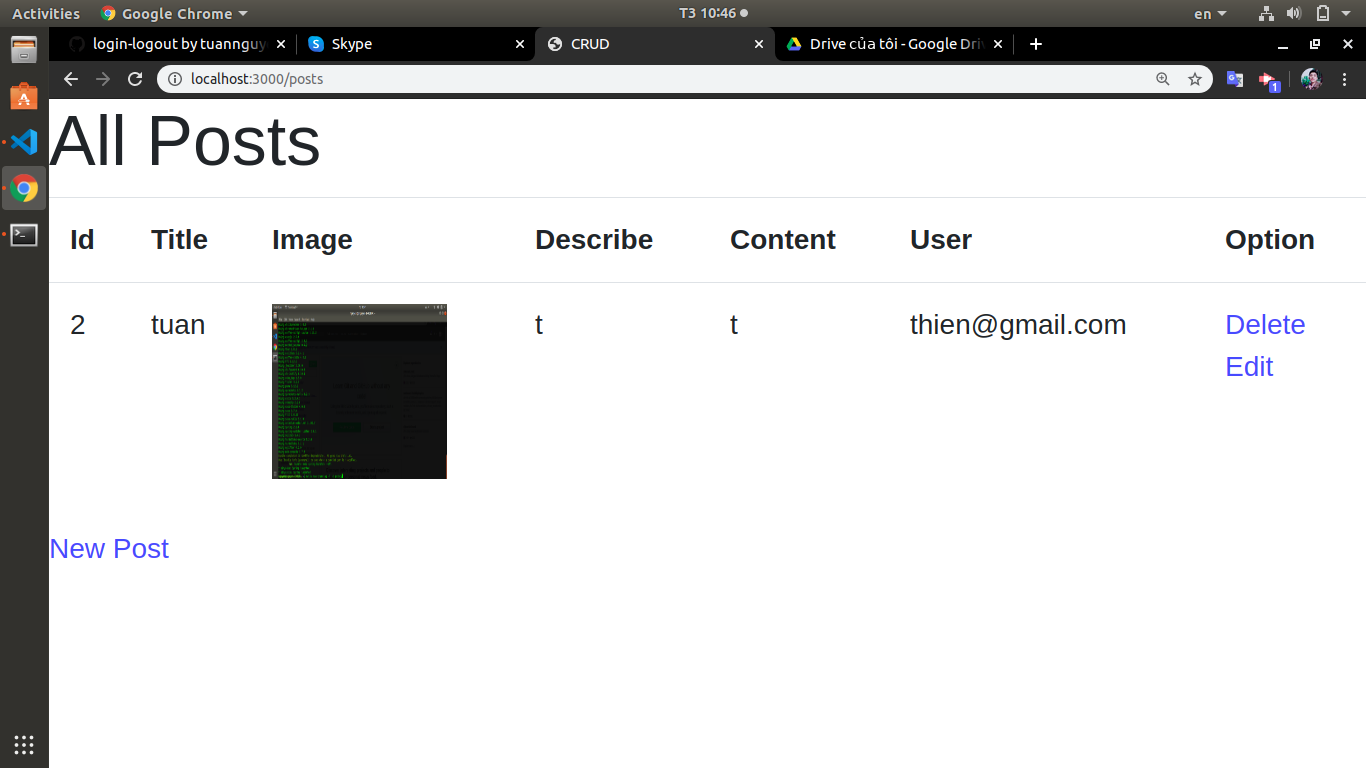 Activities Google Chrome T3 10:46 en
login-logout by tuannguy Skype CRUD Drive của tôi - Google Driv
localhost:3000/posts
1
All Posts
Id Title Image Describe Content User Option
2 tuan t t thien@gmail.com Delete
Edit
New Post